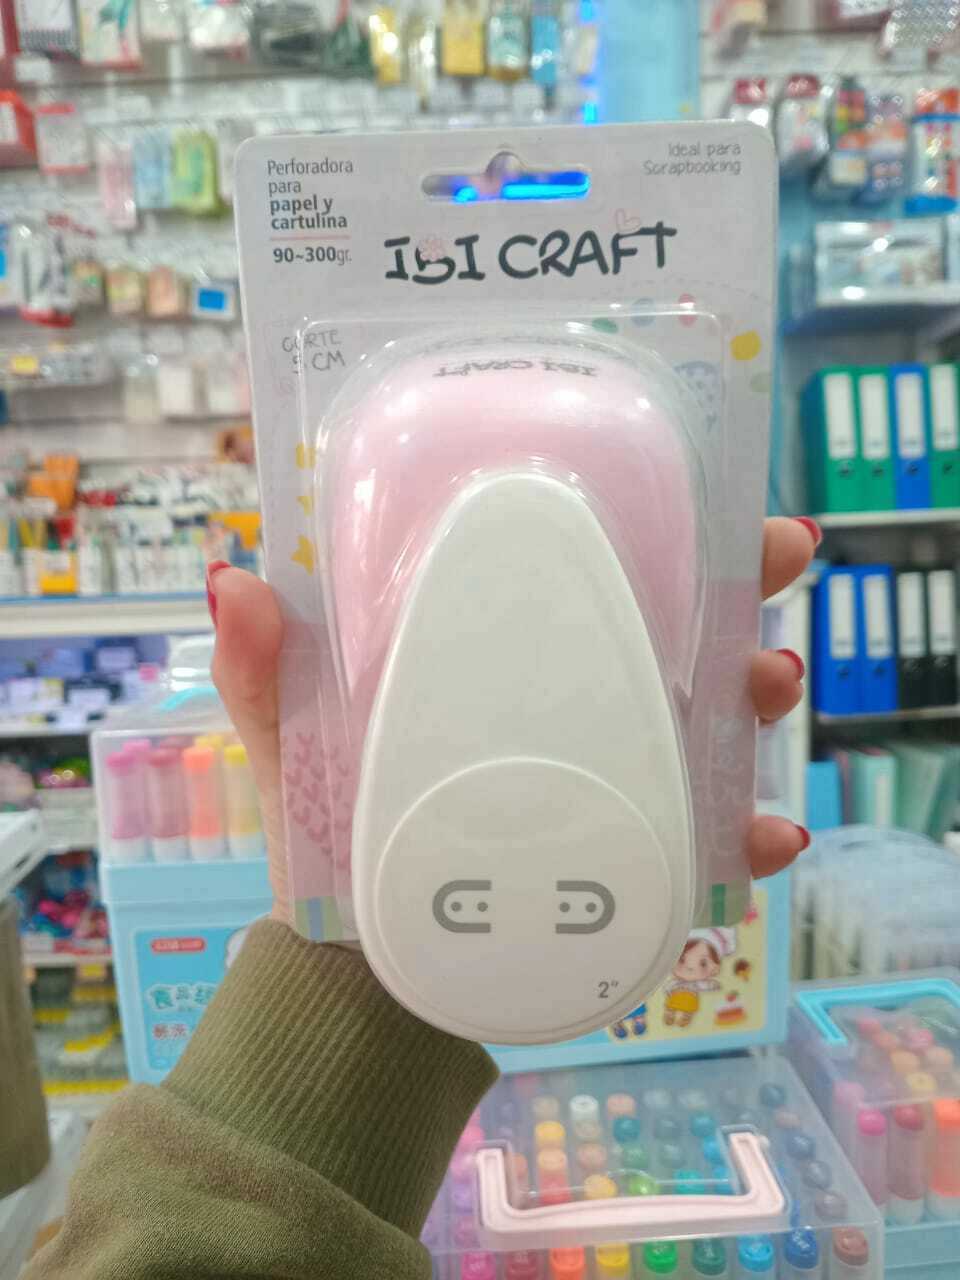 Perforadora
para
papel y
cartulina
90~300gr.
Ideal para
Scrapbooking
IBI CRAFT
CORTE
5 CM
IBI CRAFT
2"